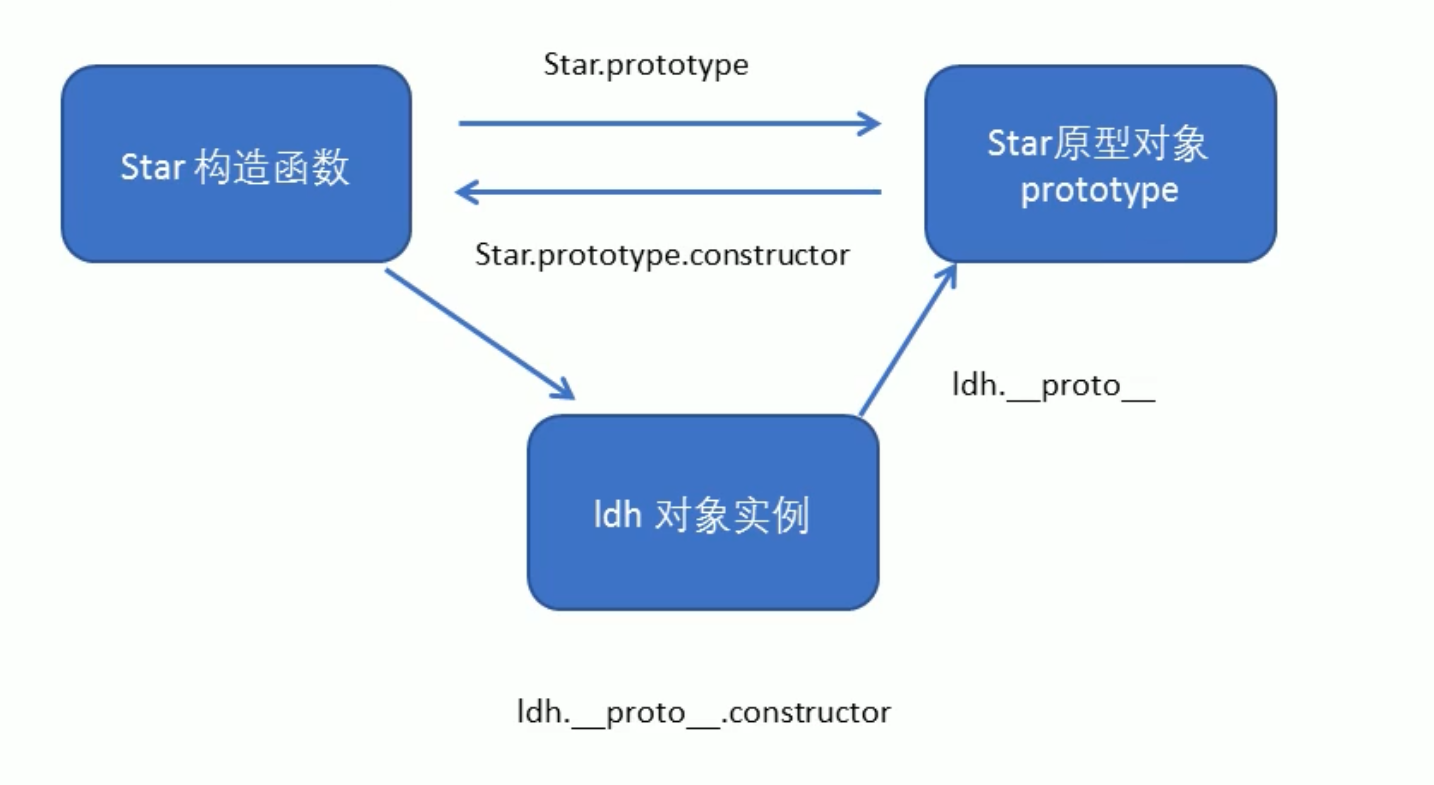 Star.prototype
Star 构造函数
Star原型对象
prototype
Star.prototype.constructor
ldh.__proto__
ldh 对象实例
ldh.__proto__.constructor